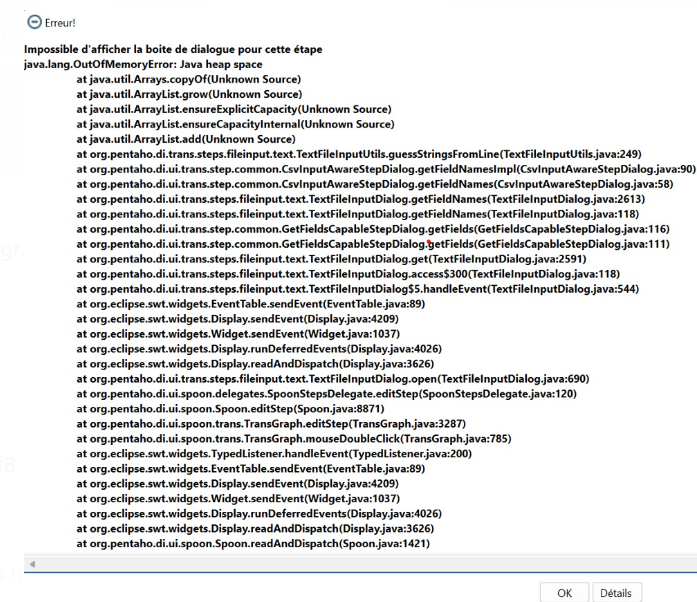 Erreur!
Impossible d'afficher la boite de dialogue pour cette étape
java.lang.OutOfMemoryError: Java heap space
at java.util.Arrays.copyOf(Unknown Source)
at java.util.ArrayList.grow(Unknown Source)
at java.util.ArrayList.ensureExplicitCapacity(Unknown Source)
at java.util.ArrayList.ensureCapacityInternal(Unknown Source)
at java.util.ArrayList.add(Unknown Source)
at org.pentaho.di.trans.steps.fileinput.text.TextFileInputUtils.guessStringsFromLine(TextFileInputUtils.java:249)
at org.pentaho.di.ui.trans.step.common.CsvInputAwareStepDialog.getFieldNamesImpl(CsvInputAwareStepDialog.java:90)
at org.pentaho.di.ui.trans.step.common.CsvInputAwareStepDialog.getFieldNames(CsvInputAwareStepDialog.java:58)
at org.pentaho.di.ui.trans.steps.fileinput.text.TextFileInputDialog.getFieldNames(TextFileInputDialog.java:2613)
at org.pentaho.di.ui.trans.steps.fileinput.text.TextFileInputDialog.getFieldNames(TextFileInputDialog.java:118)
at org.pentaho.di.ui.trans.step.common.GetFieldsCapableStepDialog.getFields(GetFieldsCapableStepDialog.java:116)
at org.pentaho.di.ui.trans.step.common.GetFieldsCapableStepDialog.getFields(GetFieldsCapableStepDialog.java:111)
at org.pentaho.di.ui.trans.steps.fileinput.text.TextFileInputDialog.get(TextFileInputDialog.java:2591)
at org.pentaho.di.ui.trans.steps.fileinput.text.TextFileInputDialog.access$300(TextFileInputDialog.java:118)
at org.pentaho.di.ui.trans.steps.fileinput.text.TextFileInputDialog$5.handleEvent(TextFileInputDialog.java:544)
at org.eclipse.swt.widgets.EventTable.sendEvent(EventTable.java:89)
at org.eclipse.swt.widgets.Display.sendEvent(Display.java:4209)
at org.eclipse.swt.widgets.Widget.sendEvent(Widget.java:1037)
at org.eclipse.swt.widgets.Display.runDeferredEvents(Display.java:4026)
at org.eclipse.swt.widgets.Display.readAndDispatch(Display.java:3626)
at org.pentaho.di.ui.trans.steps.fileinput.text.TextFileInputDialog.open(TextFileInputDialog.java:690)
at org.pentaho.di.ui.spoon.delegates.SpoonStepsDelegate.editStep(SpoonStepsDelegate.java:120)
at org.pentaho.di.ui.spoon.Spoon.editStep(Spoon.java:8871)
at org.pentaho.di.ui.spoon.trans.TransGraph.editStep(TransGraph.java:3287)
at org.pentaho.di.ui.spoon.trans.TransGraph.mouseDoubleClick(TransGraph.java:785)
at org.eclipse.swt.widgets.TypedListener.handleEvent(TypedListener.java:200)
at org.eclipse.swt.widgets.EventTable.sendEvent(EventTable.java:89)
at org.eclipse.swt.widgets.Display.sendEvent(Display.java:4209)
at org.eclipse.swt.widgets.Widget.sendEvent(Widget.java:1037)
at org.eclipse.swt.widgets.Display.runDeferredEvents(Display.java:4026)
at org.eclipse.swt.widgets.Display.readAndDispatch(Display.java:3626)
at org.pentaho.di.ui.spoon.Spoon.readAndDispatch(Spoon.java:1421)
OK Détails